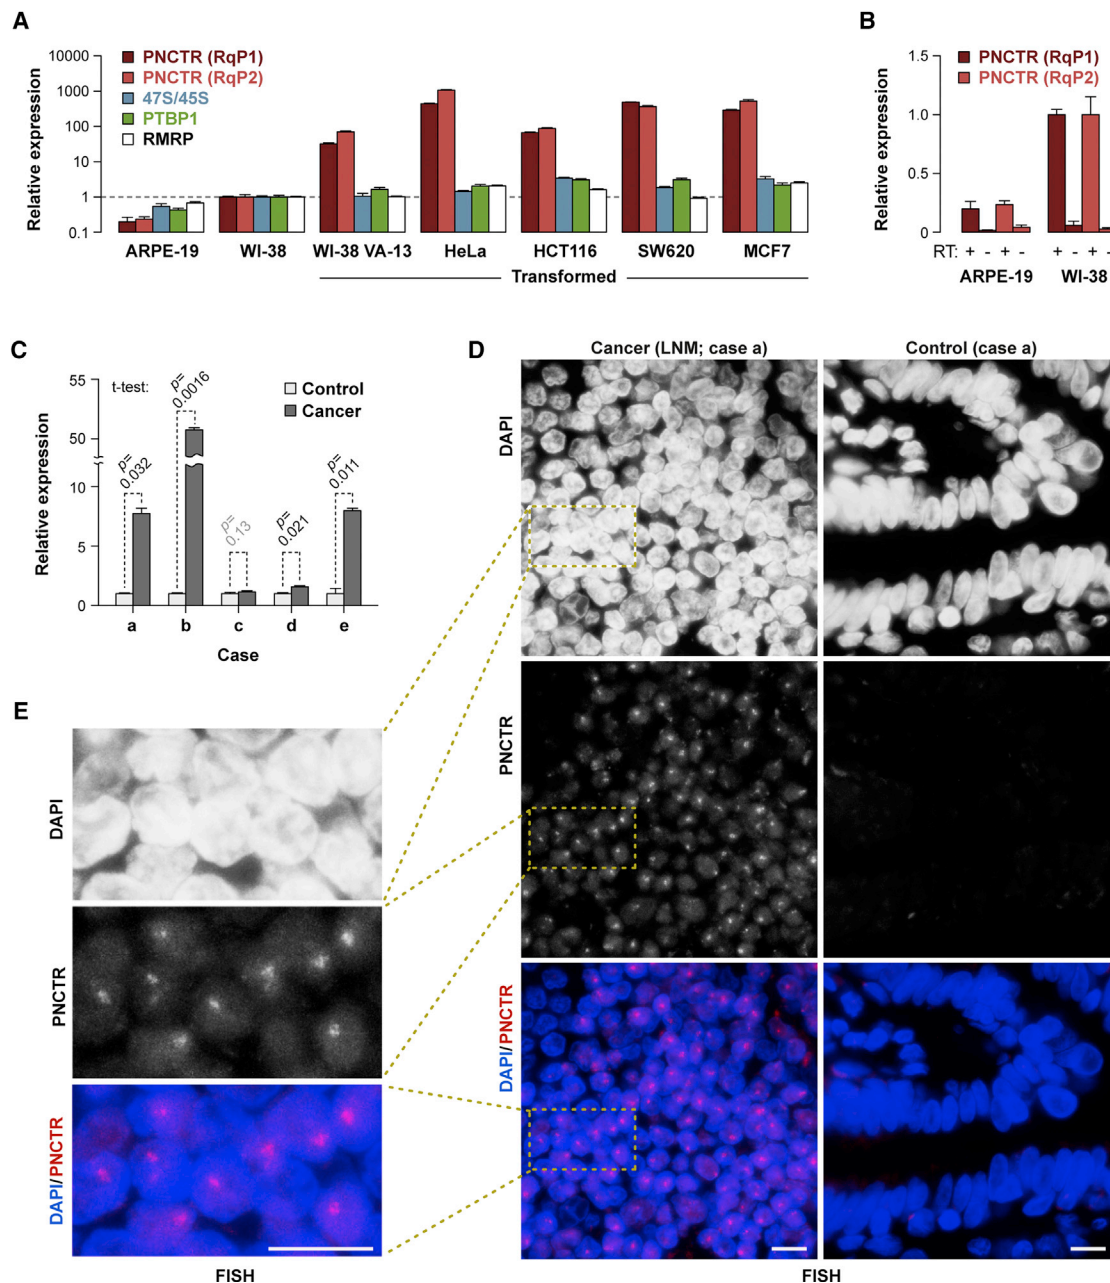 A
Relative expression
10000
1000
100
10
1
0.1
PNCTR (RqP1)
PNCTR (RqP2)
47S/45S
PTBP1
RMRP
ARPE-19
WI-38
WI-38 VA-13
HeLa
HCT116
SW620
MCF7
Transformed
B
Relative expression
1.5
1.0
0.5
0
PNCTR (RqP1)
PNCTR (RqP2)
RT: + - + - + - + -
ARPE-19
WI-38
C
Relative expression
55
50
10
5
0
t-test:
p= 0.032
p= 0.0016
p= 0.13
p= 0.021
p= 0.011
Control
Cancer
a b c d e
Case
D
Cancer (LNM; case a)
Control (case a)
DAPI
PNCTR
DAPI/PNCTR
FISH
E
DAPI
PNCTR
DAPI/PNCTR
FISH